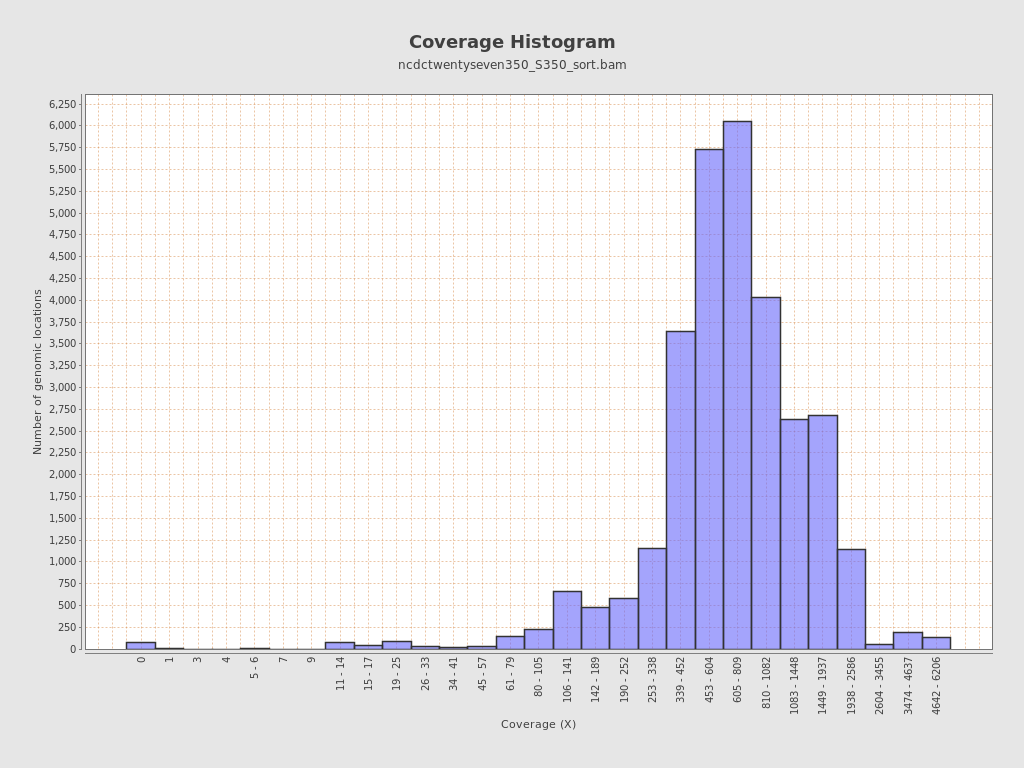 Coverage Histogram
ncdctwentyseven350_S350_sort.bam
Number of genomic locations
6,250
6,000
5,750
5,500
5,250
5,000
4,750
4,500
4,250
4,000
3,750
3,500
3,250
3,000
2,750
2,500
2,250
2,000
1,750
1,500
1,250
1,000
750
500
250
0
0
1
3
4
5 - 6
7
9
11 - 14
15 - 17
19 - 25
26 - 33
34 - 41
45 - 57
61 - 79
80 - 105
106 - 141
142 - 189
190 - 252
253 - 338
339 - 452
453 - 604
605 - 809
810 - 1082
1083 - 1448
1449 - 1937
1938 - 2586
2604 - 3455
3474 - 4637
4642 - 6206
Coverage (X)